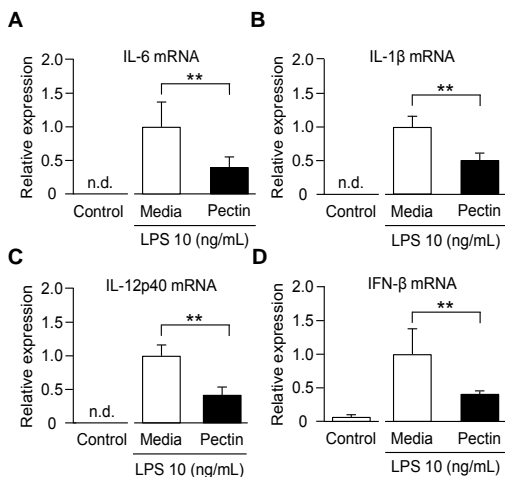 A
IL-6 mRNA
Relative expression
2.0
1.5
1.0
0.5
0
n.d.
**
Control Media Pectin
LPS 10 (ng/mL)
B
IL-1β mRNA
Relative expression
2.0
1.5
1.0
0.5
0
n.d.
**
Control Media Pectin
LPS 10 (ng/mL)
C
IL-12p40 mRNA
Relative expression
2.0
1.5
1.0
0.5
0
n.d.
**
Control Media Pectin
LPS 10 (ng/mL)
D
IFN-β mRNA
Relative expression
2.0
1.5
1.0
0.5
0
**
Control Media Pectin
LPS 10 (ng/mL)